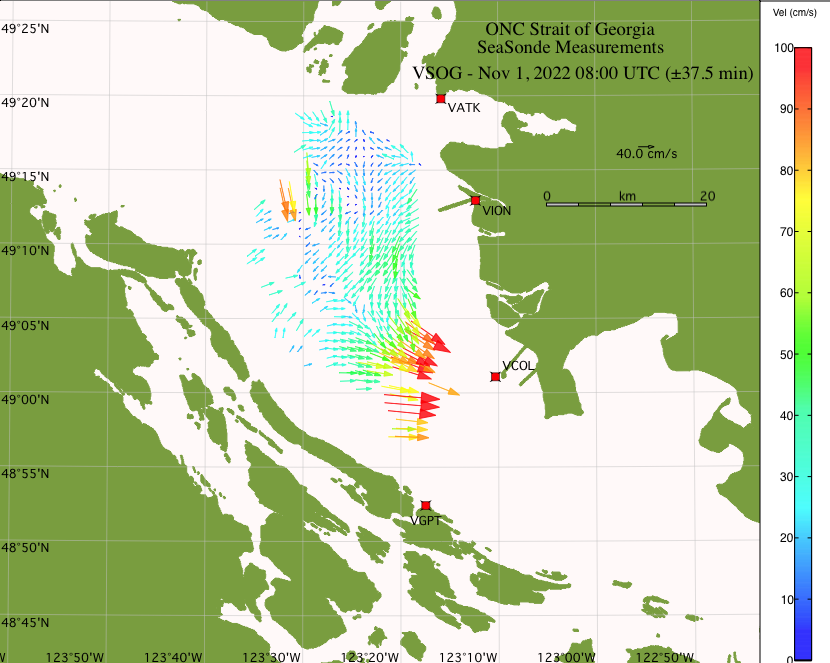 ONC Strait of Georgia
SeaSonde Measurements
VSOG - Nov 1, 2022 08:00 UTC (±37.5 min)
Vel (cm/s)
49°25'N
49°20'N
49°15'N
49°10'N
49°05'N
49°00'N
48°55'N
48°50'N
48°45'N
VATK
40.0 cm/s
0 km 20
VION
VCOL
VGPT
W 123°50'W 123°40'W 123°30'W 123°20'W 123°10'W 123°00'W 122°50'W
100
90
80
70
60
50
40
30
20
10
0